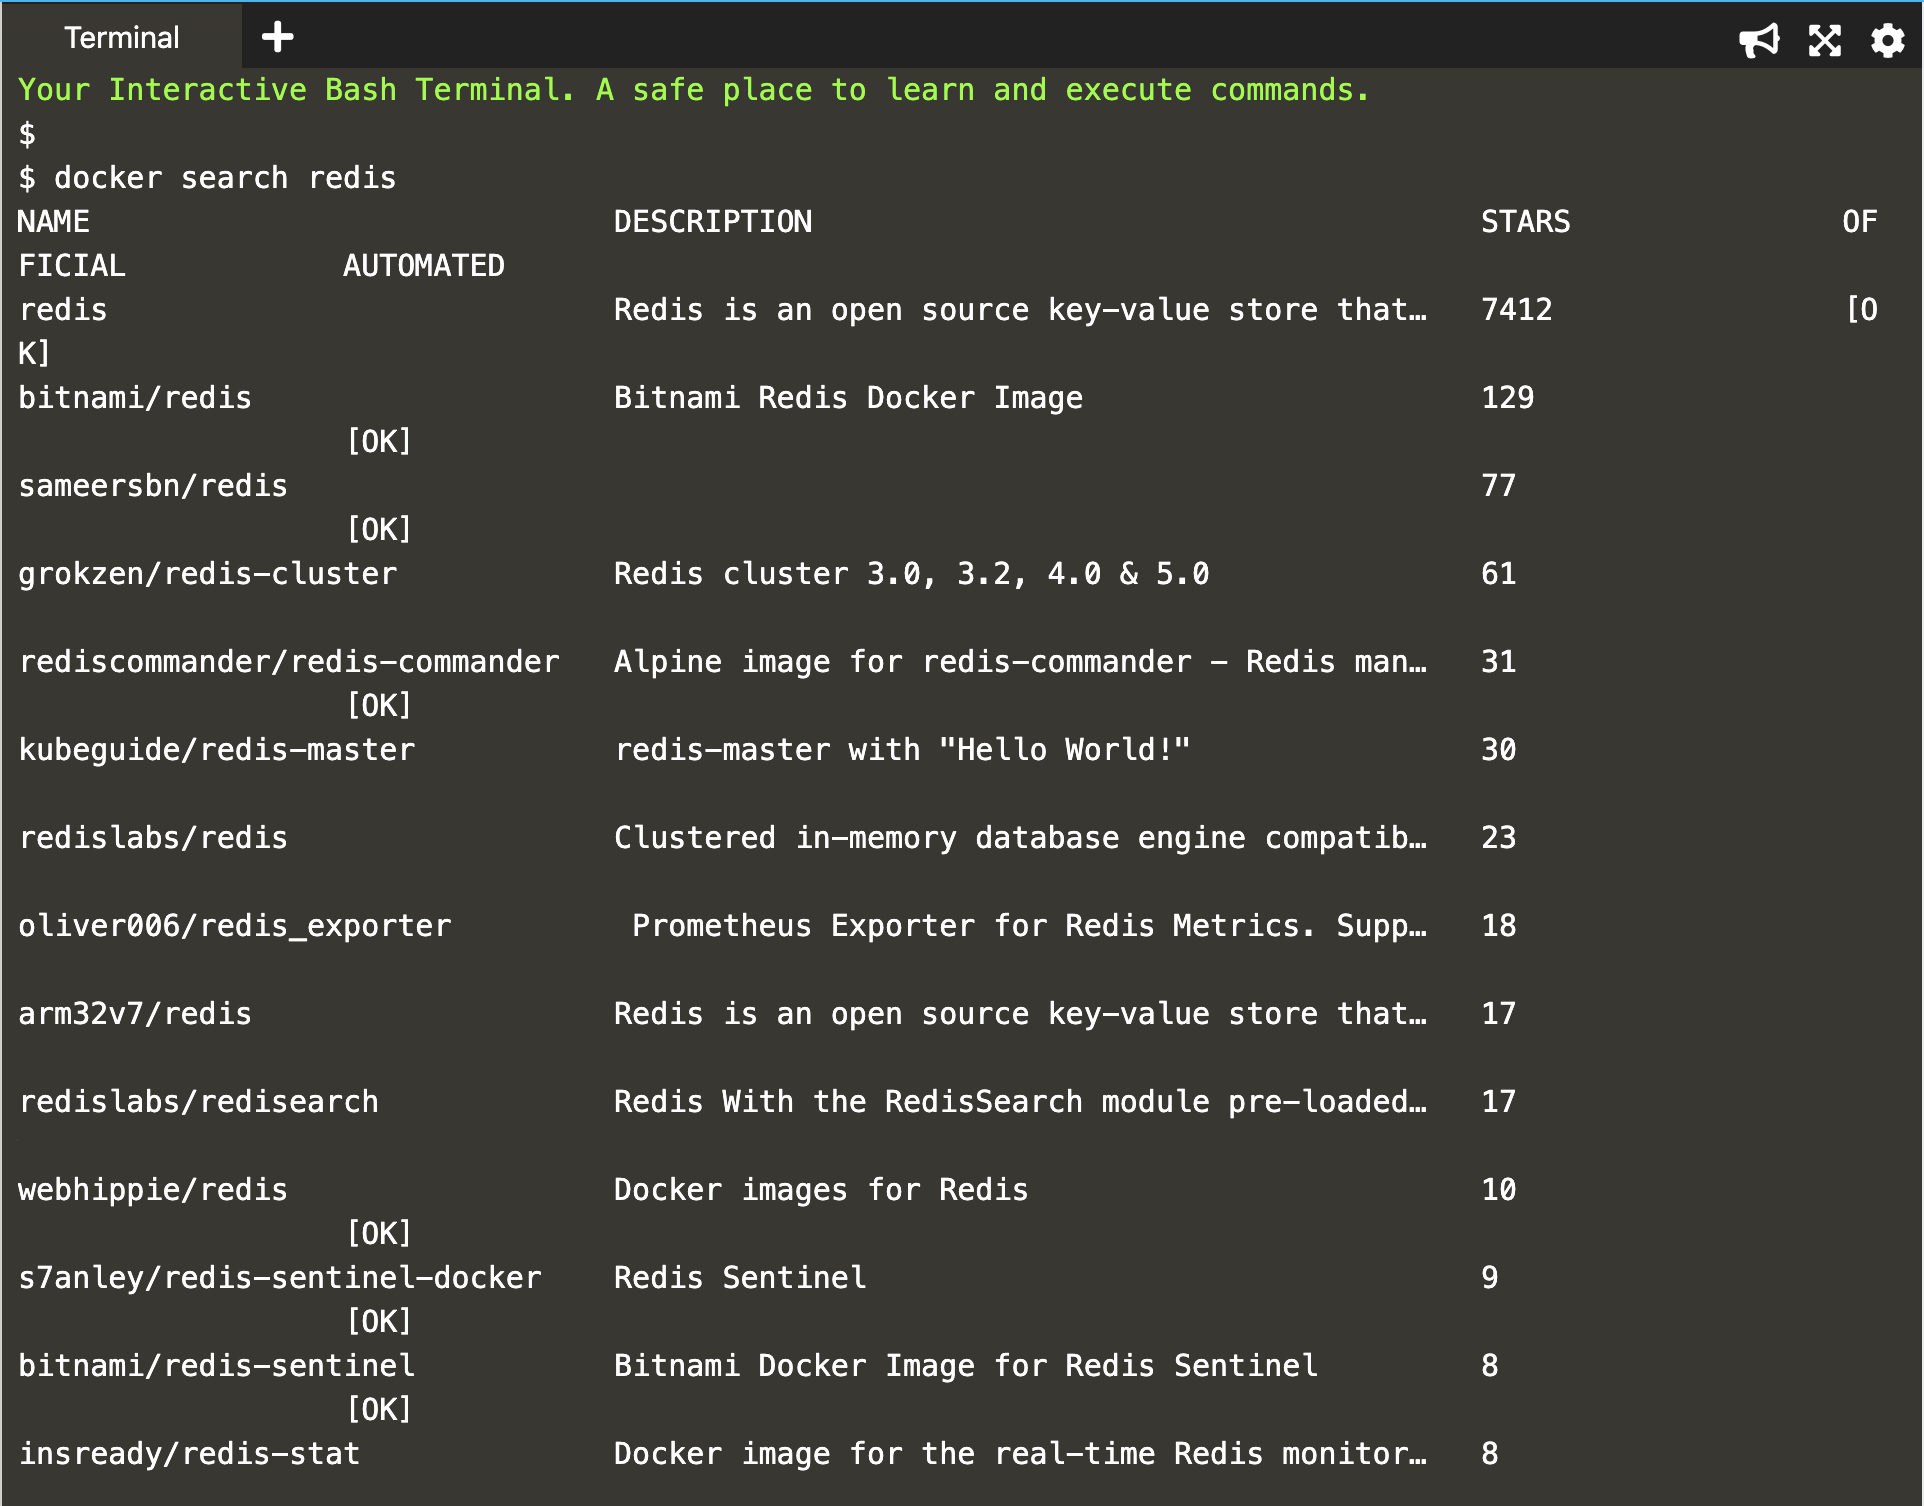 Terminal
Your Interactive Bash Terminal. A safe place to learn and execute commands.
$
$ docker search redis
NAME                             DESCRIPTION                                     STARS               OF
FICIAL            AUTOMATED
redis                            Redis is an open source key-value store that…   7412                [O
K]
bitnami/redis                    Bitnami Redis Docker Image                      129
                  [OK]
sameersbn/redis                                                                  77
                  [OK]
grokzen/redis-cluster            Redis cluster 3.0, 3.2, 4.0 & 5.0               61
rediscommander/redis-commander   Alpine image for redis-commander - Redis man…   31
                  [OK]
kubeguide/redis-master           redis-master with "Hello World!"                30
redislabs/redis                  Clustered in-memory database engine compatib…   23
oliver006/redis_exporter          Prometheus Exporter for Redis Metrics. Supp…   18
arm32v7/redis                    Redis is an open source key-value store that…   17
redislabs/redisearch             Redis With the RedisSearch module pre-loaded…   17
webhippie/redis                  Docker images for Redis                         10
                  [OK]
s7anley/redis-sentinel-docker    Redis Sentinel                                  9
                  [OK]
bitnami/redis-sentinel           Bitnami Docker Image for Redis Sentinel         8
                  [OK]
insready/redis-stat              Docker image for the real-time Redis monitor…   8